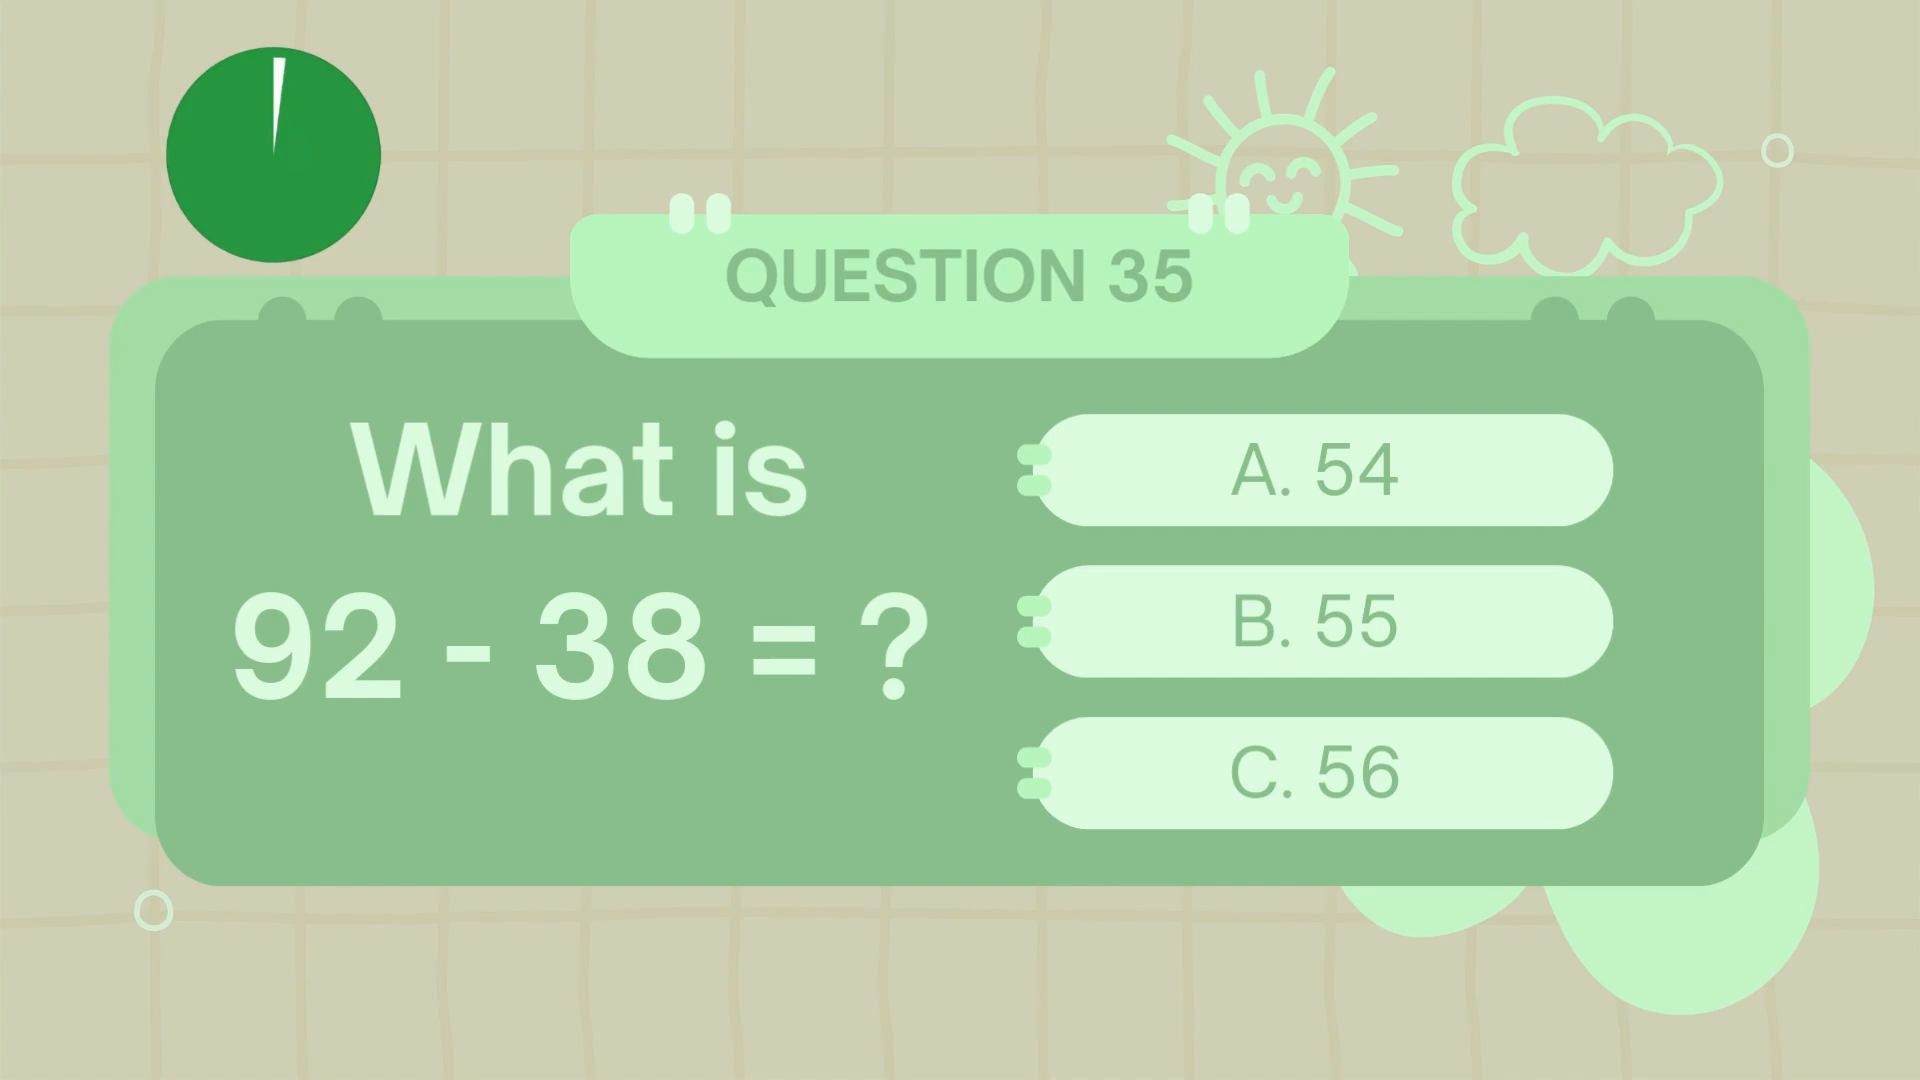 QUESTION 35
What is
92 - 38 = ?
A. 54
B. 55
C. 56